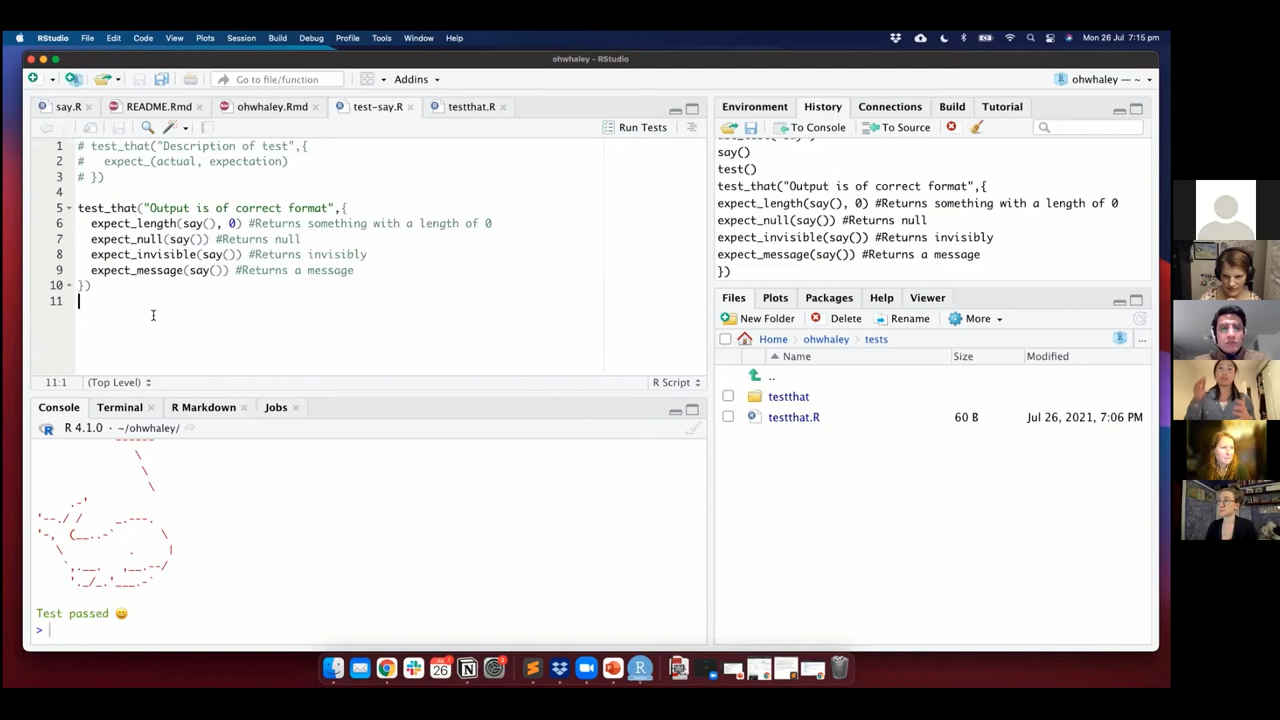 RStudio File Edit Code View Plots Session Build Debug Profile Tools Window Help Mon 26 Jul 7:15 pm
ohwhaley - RStudio
Go to file/function Addins ohwhaley — ~
say.R README.Rmd ohwhaley.Rmd test-say.R testthat.R
Run Tests
1 # test_that("Description of test",{
2 #   expect_(actual, expectation)
3 # })
4
5 test_that("Output is of correct format",{
6   expect_length(say(), 0) #Returns something with a length of 0
7   expect_null(say()) #Returns null
8   expect_invisible(say()) #Returns invisibly
9   expect_message(say()) #Returns a message
10 })
11
11:1 (Top Level) R Script
Console Terminal R Markdown Jobs
R 4.1.0 · ~/ohwhaley/
Test passed 😀
>
Environment History Connections Build Tutorial
To Console To Source
say()
test()
test_that("Output is of correct format",{
expect_length(say(), 0) #Returns something with a length of 0
expect_null(say()) #Returns null
expect_invisible(say()) #Returns invisibly
expect_message(say()) #Returns a message
})
Files Plots Packages Help Viewer
New Folder Delete Rename More
Home ohwhaley tests
Name Size Modified
..
testthat
testthat.R 60 B Jul 26, 2021, 7:06 PM